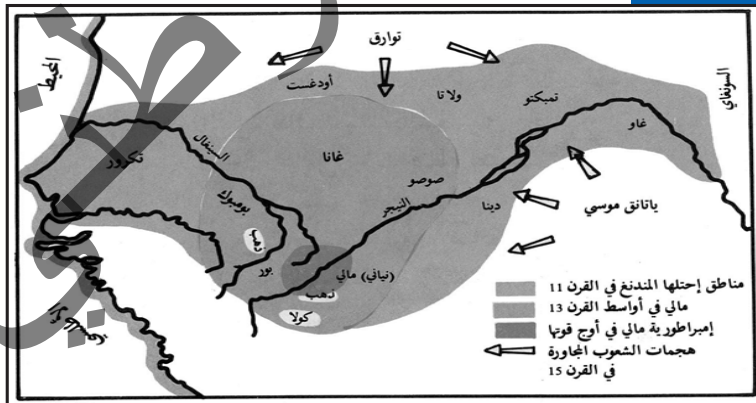 توارق
المحيط
السونغاي
أودغست
ولاتا
تمبكتو
غاو
السينغال
تكرور
غانا
صوصو
بومبوك
النيجر
دينا
ياتانق موسي
ذهب
بور
(نياني) مالي
ذهب
كولا
مناطق إحتلها المندنغ في القرن 11
مالي في أواسط القرن 13
إمبراطورية مالي في أوج قوتها
هجمات الشعوب المجاورة
في القرن 15